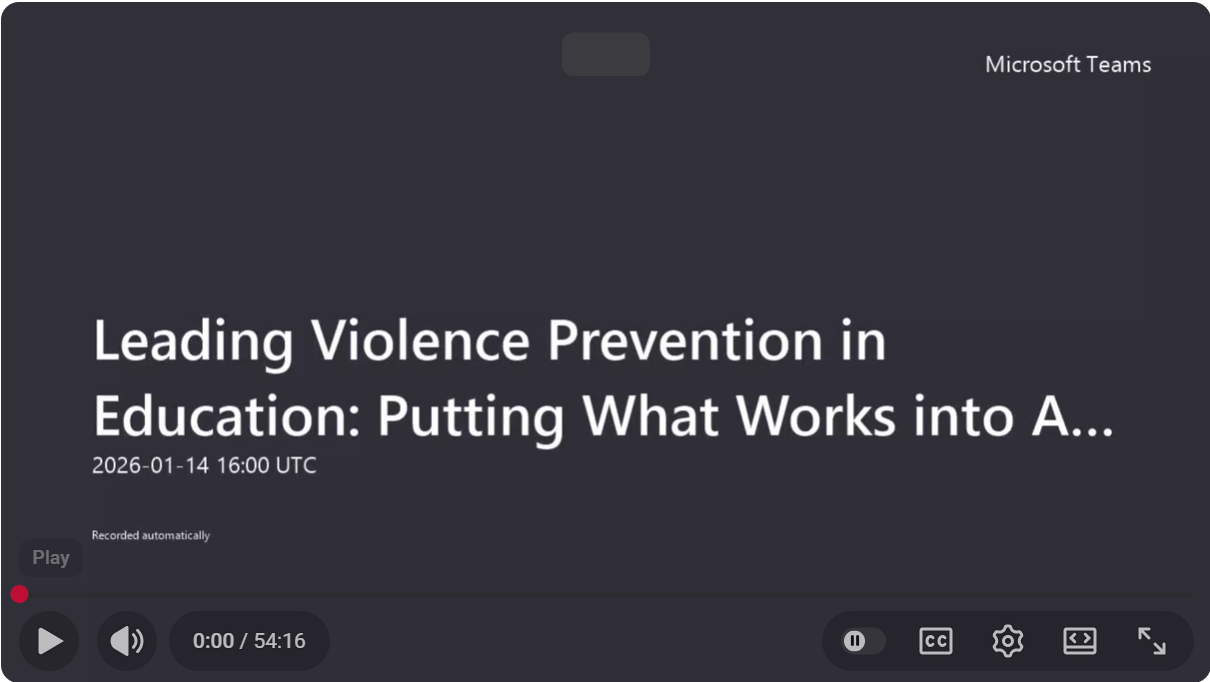 Microsoft Teams
Leading Violence Prevention in
Education: Putting What Works into A...
2026-01-14 16:00 UTC
Recorded automatically
Play
0:00 / 54:16
CC